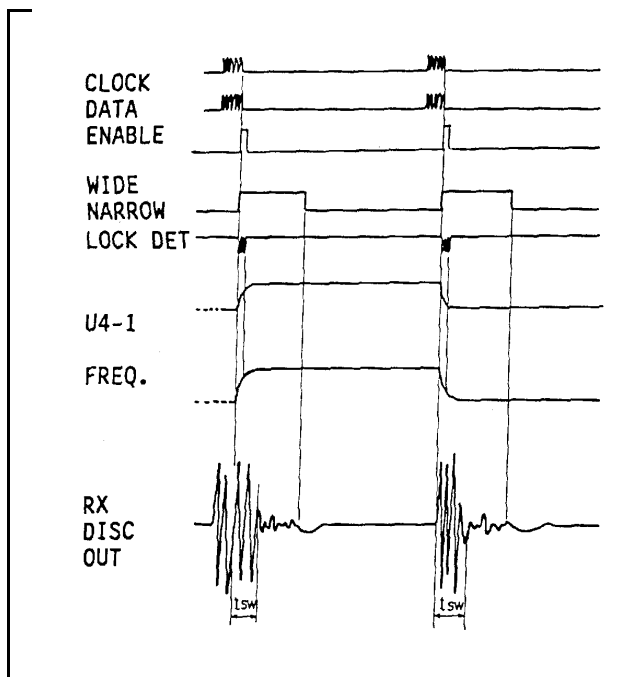 CLOCK
DATA
ENABLE
WIDE
NARROW
LOCK DET
U4-1
FREQ.
RX
DISC
OUT
tsw tsw